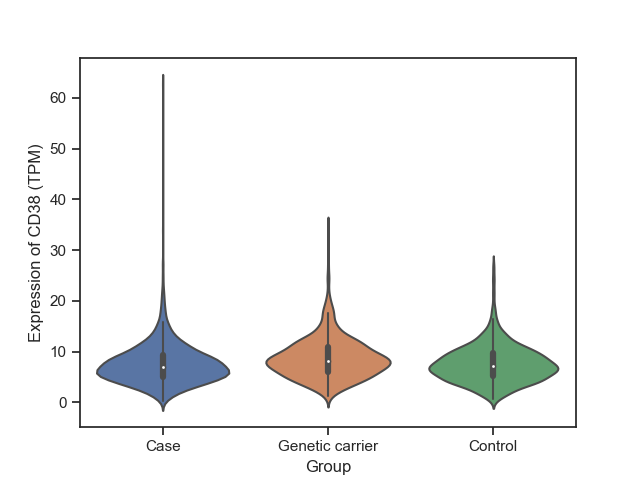 Expression of CD38 (TPM)
60
50
40
30
20
10
0
Case
Genetic carrier
Control
Group